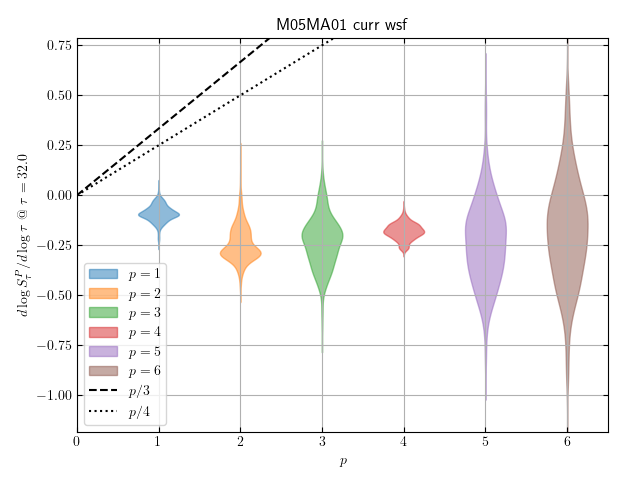 M05MA01 curr wsf
0.75
0.50
0.25
0.00
−0.25
−0.50
−0.75
−1.00
d log S_τ^P / d log τ @ τ = 32.0
p = 1
p = 2
p = 3
p = 4
p = 5
p = 6
p/3
p/4
0 1 2 3 4 5 6
p